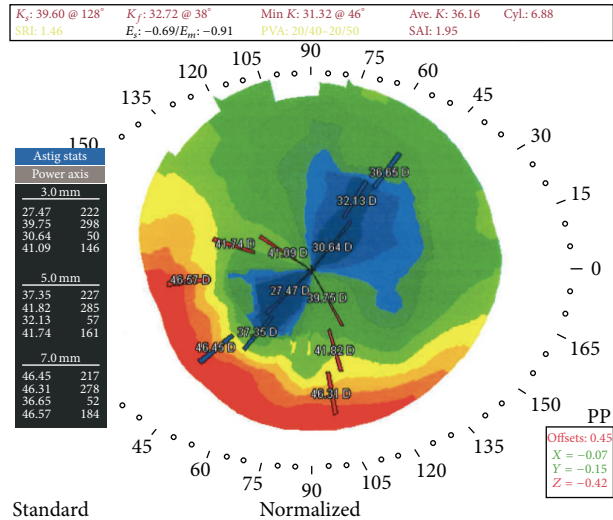 Ks: 39.60 @ 128° Kf: 32.72 @ 38° Min K: 31.32 @ 46° Ave. K: 36.16 Cyl.: 6.88
SRI: 1.46 Es: −0.69/Em: −0.91 PVA: 20/40–20/50 SAI: 1.95
90
105 75
120 60
135 45
150 30
15
0
165
150
135
120
105
90
75
60
45
Astig stats
Power axis
3.0 mm
27.47 222
39.75 298
30.64 50
41.09 146
5.0 mm
37.35 227
41.82 285
32.13 57
41.74 161
7.0 mm
46.45 217
46.31 278
36.65 52
46.57 184
36.65 D
32.13 D
30.64 D
41.74 D
41.09 D
46.57 D
27.47 D
39.75 D
37.35 D
46.45 D
41.82 D
46.31 D
PP
Offsets: 0.45
X = −0.07
Y = −0.15
Z = −0.42
Standard Normalized